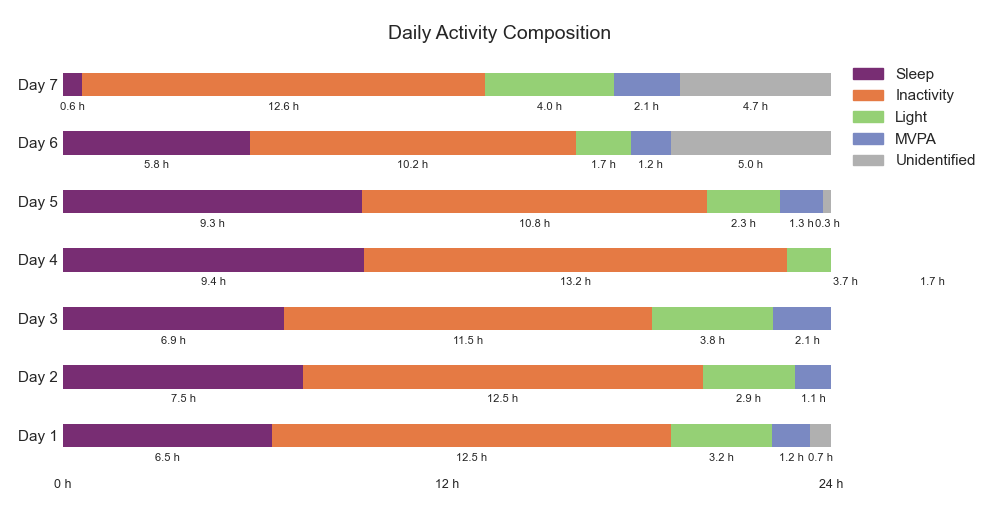 Daily Activity Composition
Day 7
0.6 h 12.6 h 4.0 h 2.1 h 4.7 h
Day 6
5.8 h 10.2 h 1.7 h 1.2 h 5.0 h
Day 5
9.3 h 10.8 h 2.3 h 1.3 h 0.3 h
Day 4
9.4 h 13.2 h 3.7 h 1.7 h
Day 3
6.9 h 11.5 h 3.8 h 2.1 h
Day 2
7.5 h 12.5 h 2.9 h 1.1 h
Day 1
6.5 h 12.5 h 3.2 h 1.2 h 0.7 h
0 h 12 h 24 h
Sleep
Inactivity
Light
MVPA
Unidentified